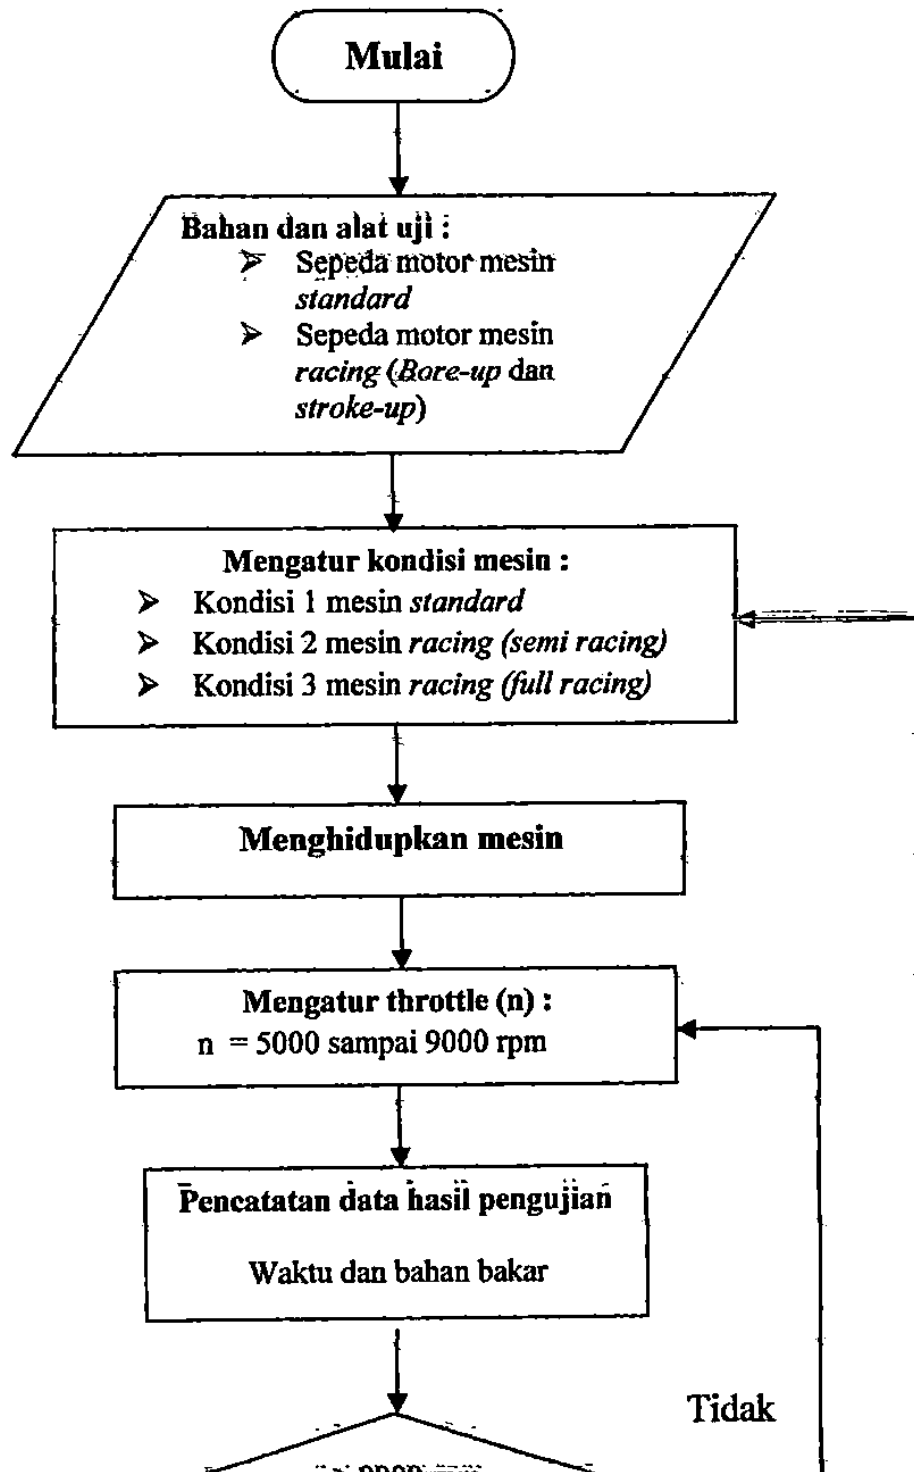 Mulai
Bahan dan alat uji :
➢ Sepeda motor mesin
standard
➢ Sepeda motor mesin
racing (Bore-up dan
stroke-up)
Mengatur kondisi mesin :
➢ Kondisi 1 mesin standard
➢ Kondisi 2 mesin racing (semi racing)
➢ Kondisi 3 mesin racing (full racing)
Menghidupkan mesin
Mengatur throttle (n) :
n = 5000 sampai 9000 rpm
Pencatatan data hasil pengujian
Waktu dan bahan bakar
Tidak